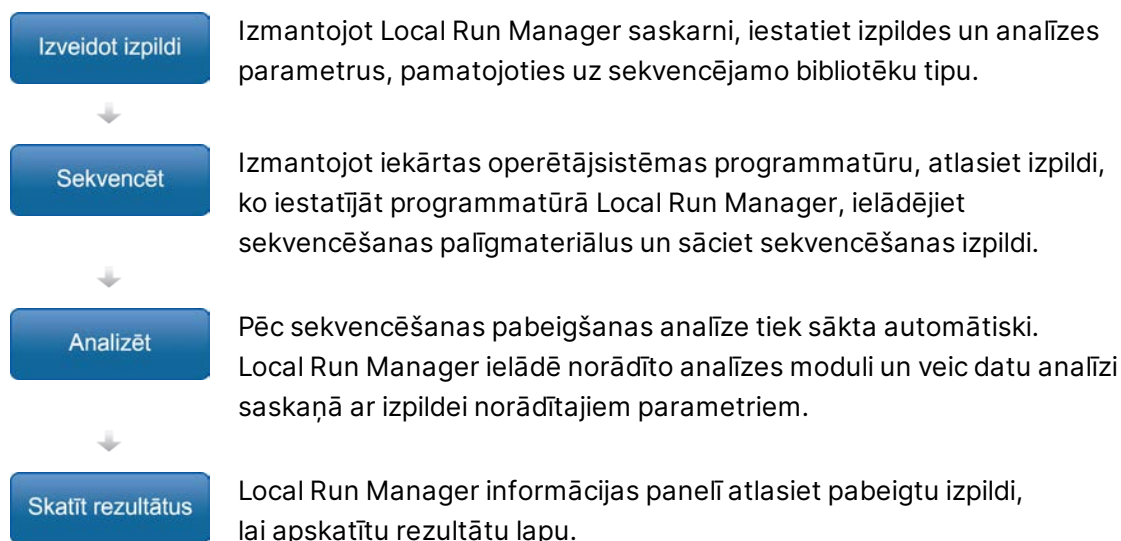 Izveidot izpildi
Izmantojot Local Run Manager saskarni, iestatiet izpildes un analīzes
parametrus, pamatojoties uz sekvencējamo bibliotēku tipu.
Sekvencēt
Izmantojot iekārtas operētājsistēmas programmatūru, atlasiet izpildi,
ko iestatījāt programmatūrā Local Run Manager, ielādējiet
sekvencēšanas palīgmateriālus un sāciet sekvencēšanas izpildi.
Analizēt
Pēc sekvencēšanas pabeigšanas analīze tiek sākta automātiski.
Local Run Manager ielādē norādīto analīzes moduli un veic datu analīzi
saskaņā ar izpildei norādītajiem parametriem.
Skatīt rezultātus
Local Run Manager informācijas panelī atlasiet pabeigtu izpildi,
lai apskatītu rezultātu lapu.